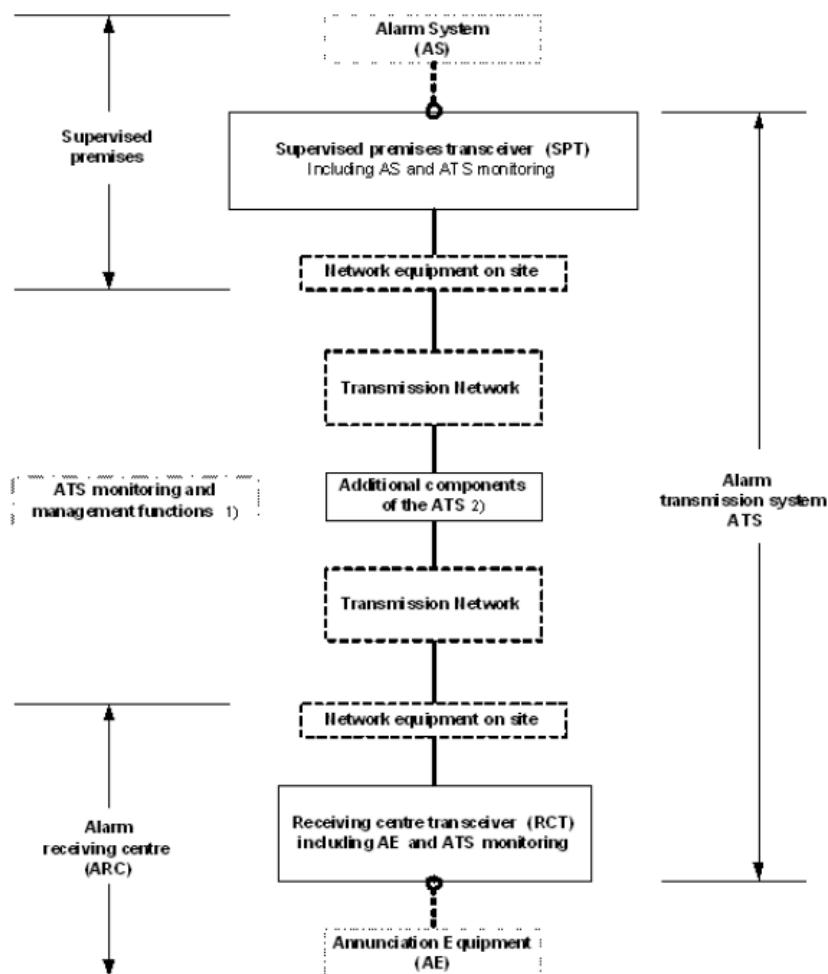 Alarm System
(AS)
Supervised
premises
Supervised premises transceiver (SPT)
Including AS and ATS monitoring
Network equipment on site
Transmission Network
ATS monitoring and
management functions 1)
Additional components
of the ATS 2)
Alarm
transmission system
ATS
Transmission Network
Network equipment on site
Alarm
receiving centre
(ARC)
Receiving centre transceiver (RCT)
including AE and ATS monitoring
Annunciation Equipment
(AE)